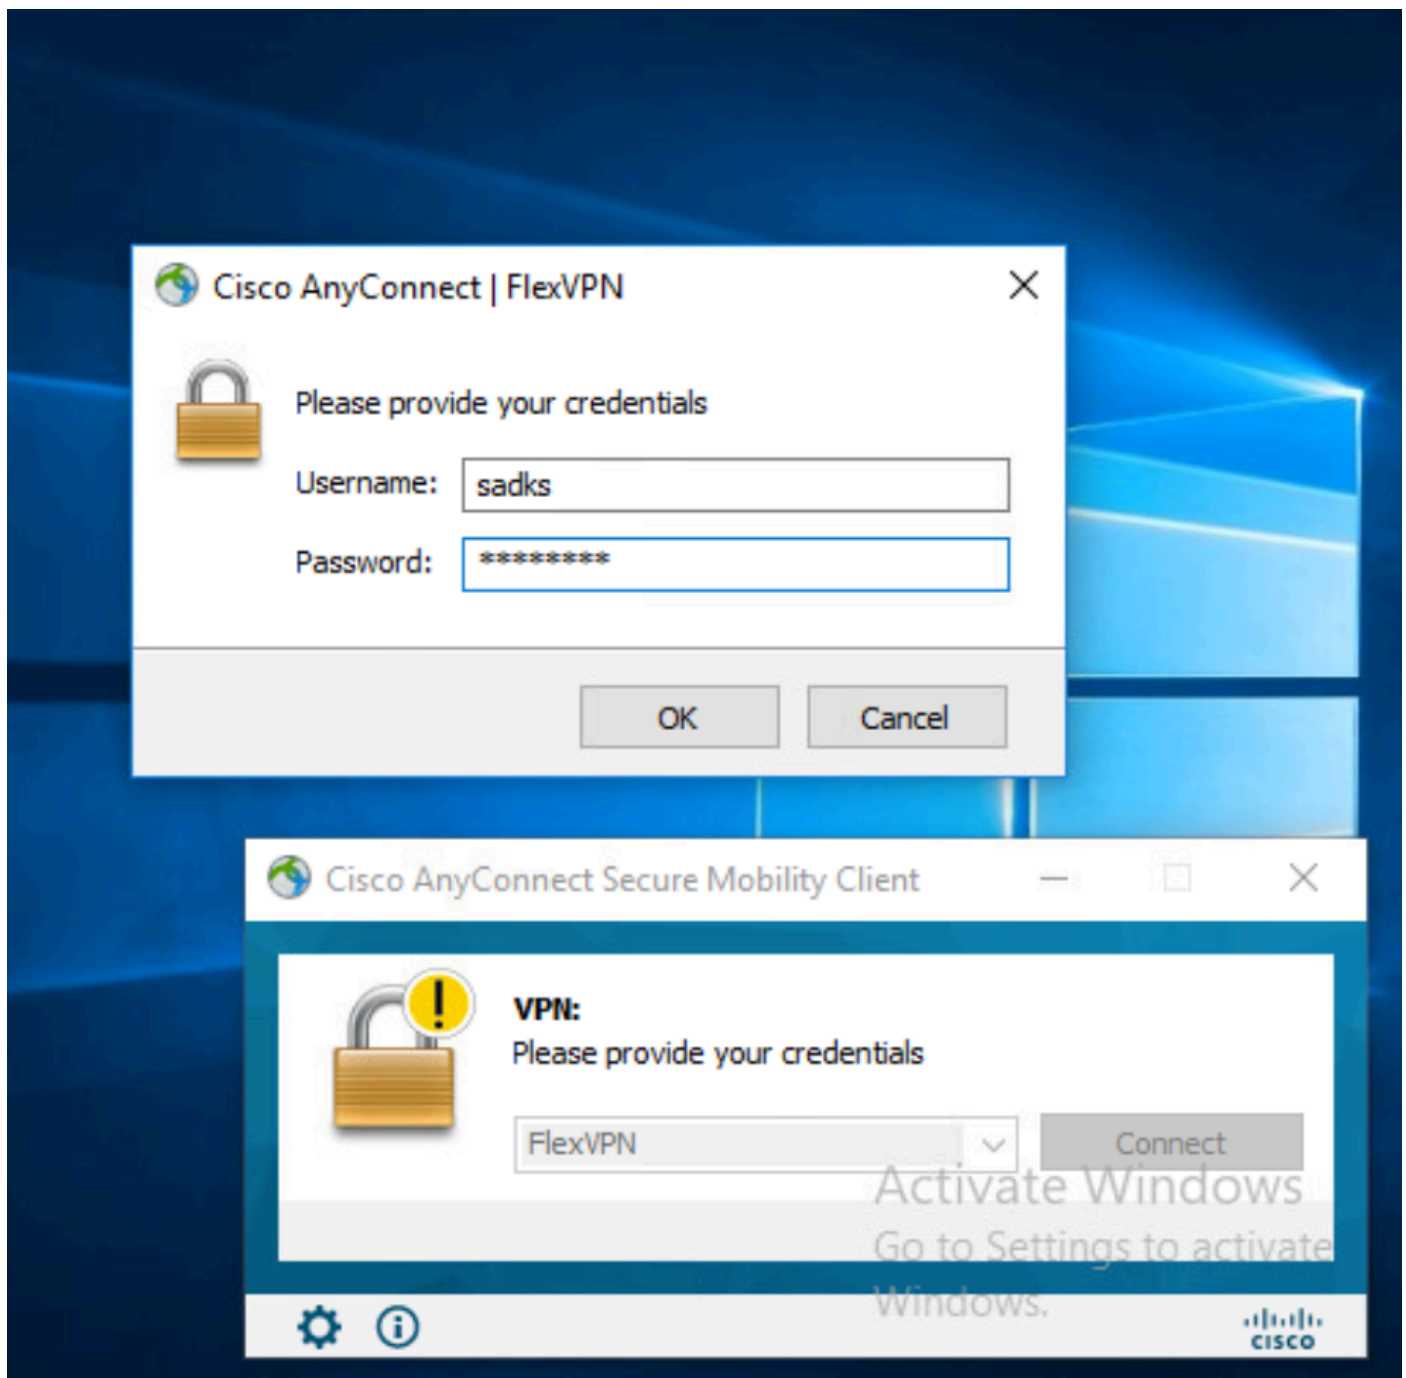 Cisco AnyConnect | FlexVPN
Please provide your credentials
Username: sadks
Password: ********
OK Cancel
Cisco AnyConnect Secure Mobility Client
VPN:
Please provide your credentials
FlexVPN Connect
Activate Windows
Go to Settings to activate
Windows.
CISCO